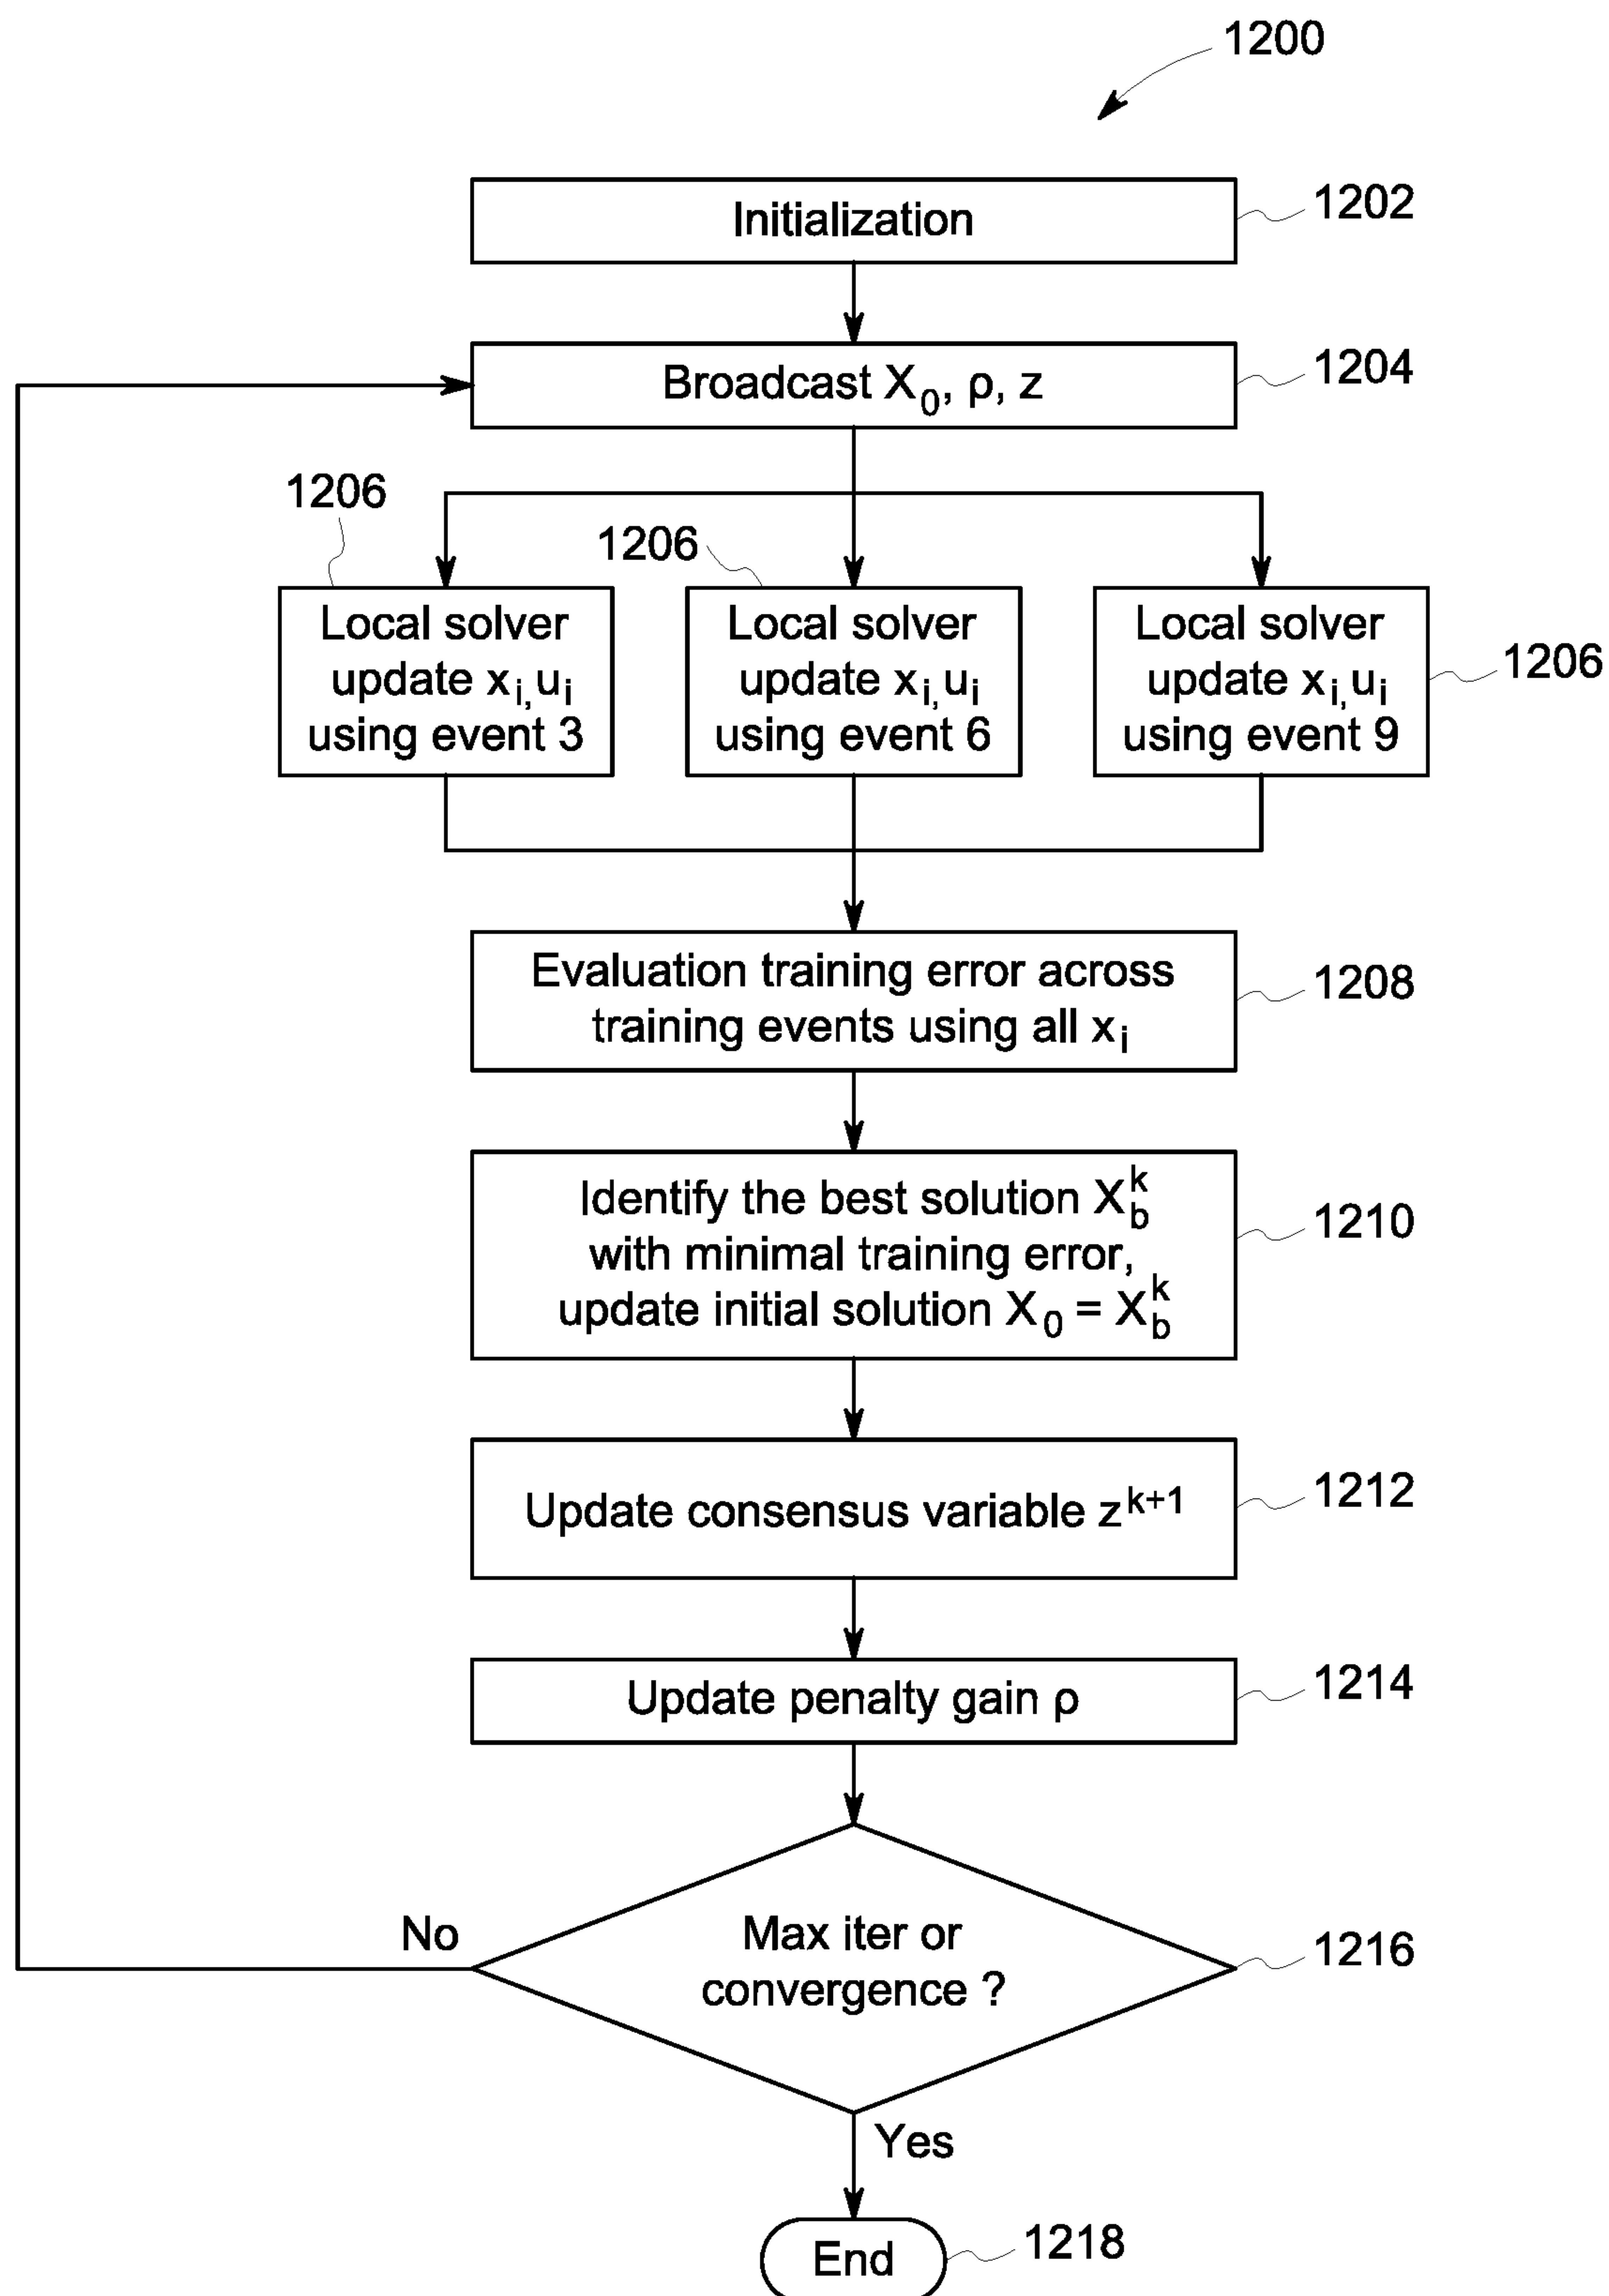 1200
Initialization
1202
Broadcast X₀, ρ, z
1204
1206
1206
Local solver
update xᵢ, uᵢ
using event 3
Local solver
update xᵢ, uᵢ
using event 6
Local solver
update xᵢ, uᵢ
using event 9
1206
Evaluation training error across
training events using all xᵢ
1208
Identify the best solution X_b^k
with minimal training error,
update initial solution X₀ = X_b^k
1210
Update consensus variable z^k+1
1212
Update penalty gain ρ
1214
Max iter or
convergence ?
1216
No
Yes
End
1218